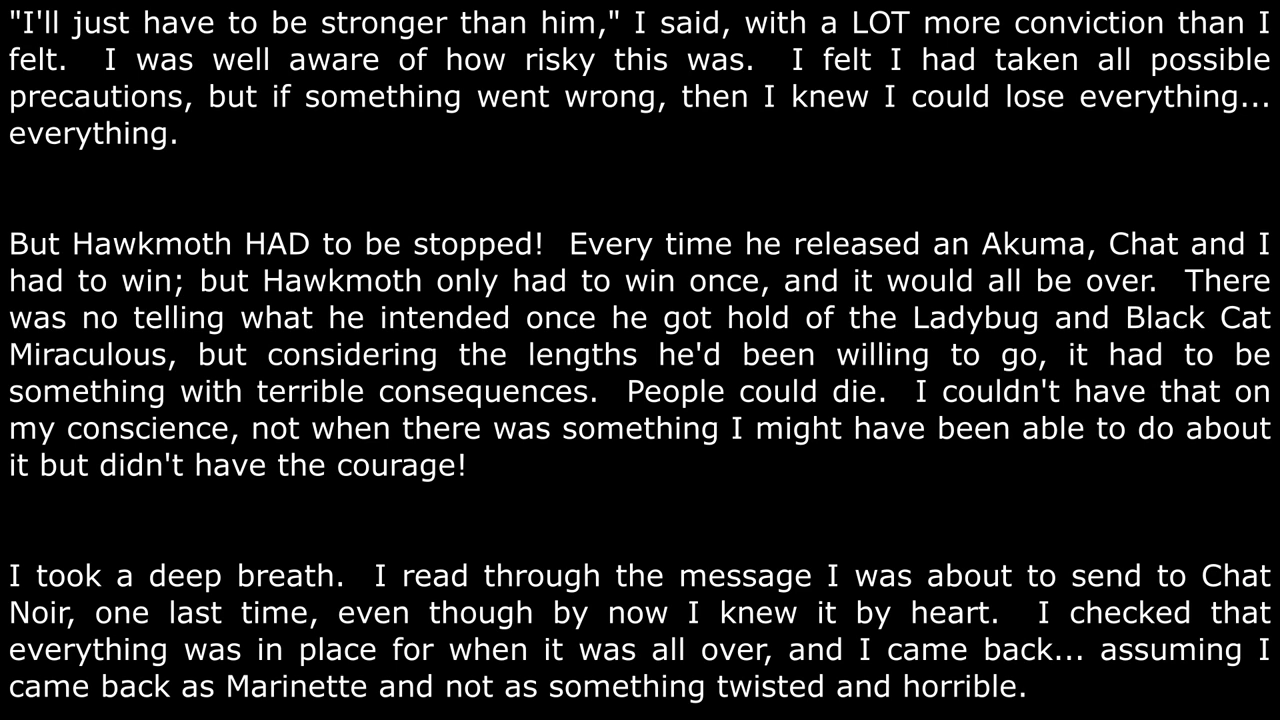 "I'll just have to be stronger than him," I said, with a LOT more conviction than I
felt.  I was well aware of how risky this was.  I felt I had taken all possible
precautions, but if something went wrong, then I knew I could lose everything...
everything.
But Hawkmoth HAD to be stopped!  Every time he released an Akuma, Chat and I
had to win; but Hawkmoth only had to win once, and it would all be over.  There
was no telling what he intended once he got hold of the Ladybug and Black Cat
Miraculous, but considering the lengths he'd been willing to go, it had to be
something with terrible consequences.  People could die.  I couldn't have that on
my conscience, not when there was something I might have been able to do about
it but didn't have the courage!
I took a deep breath.  I read through the message I was about to send to Chat
Noir, one last time, even though by now I knew it by heart.  I checked that
everything was in place for when it was all over, and I came back... assuming I
came back as Marinette and not as something twisted and horrible.